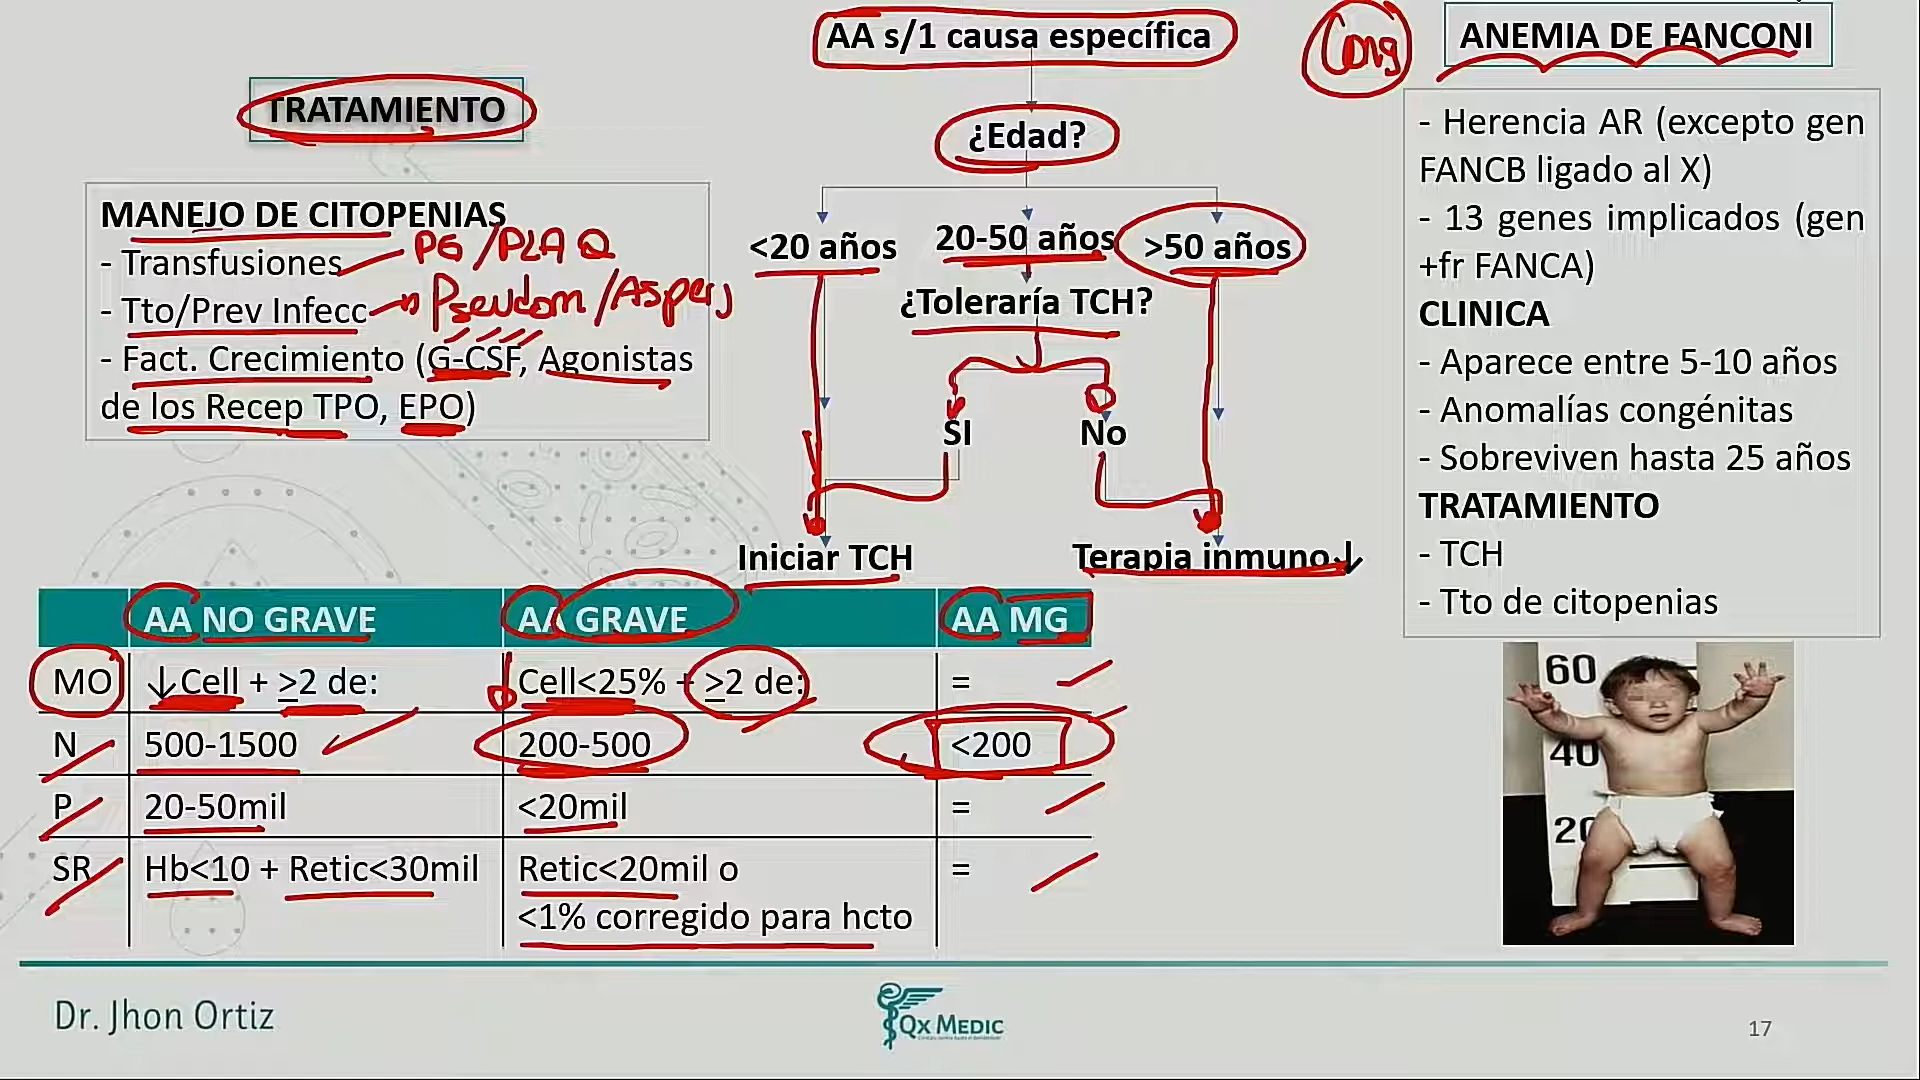 TRATAMIENTO
MANEJO DE CITOPENIAS
- Transfusiones PG /PLAQ
- Tto/Prev Infecc Pseudom /Asperg
- Fact. Crecimiento (G-CSF, Agonistas
de los Recep TPO, EPO)
AA s/1 causa específica
¿Edad?
<20 años 20-50 años >50 años
¿Toleraría TCH?
SI No
Iniciar TCH Terapia inmuno↓
Cong
ANEMIA DE FANCONI
- Herencia AR (excepto gen
FANCB ligado al X)
- 13 genes implicados (gen
+fr FANCA)
CLINICA
- Aparece entre 5-10 años
- Anomalías congénitas
- Sobreviven hasta 25 años
TRATAMIENTO
- TCH
- Tto de citopenias
AA NO GRAVE AA GRAVE AA MG
MO ↓Cell + >2 de: Cell<25% + >2 de: =
N 500-1500 200-500 <200
P 20-50mil <20mil =
SR Hb<10 + Retic<30mil Retic<20mil o =
<1% corregido para hcto
60
40
20
Dr. Jhon Ortiz
QX MEDIC
17